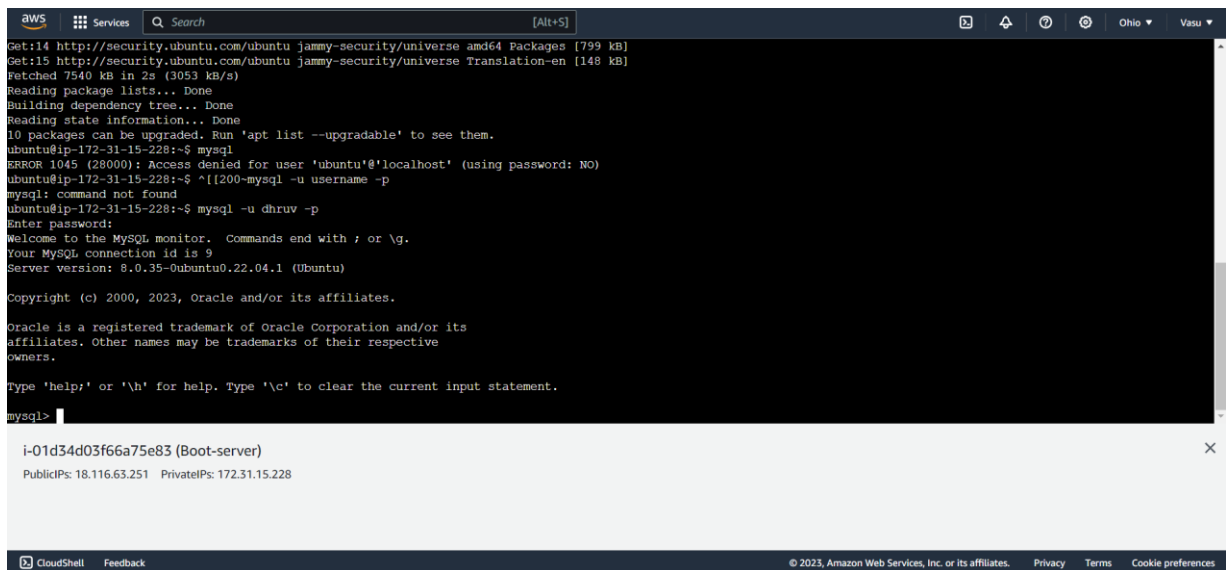 aws Services Search [Alt+S] Ohio ▼ Vasu ▼
Get:14 http://security.ubuntu.com/ubuntu jammy-security/universe amd64 Packages [799 kB]
Get:15 http://security.ubuntu.com/ubuntu jammy-security/universe Translation-en [148 kB]
Fetched 7540 kB in 2s (3053 kB/s)
Reading package lists... Done
Building dependency tree... Done
Reading state information... Done
10 packages can be upgraded. Run 'apt list --upgradable' to see them.
ubuntu@ip-172-31-15-228:~$ mysql
ERROR 1045 (28000): Access denied for user 'ubuntu'@'localhost' (using password: NO)
ubuntu@ip-172-31-15-228:~$ ^[[200~mysql -u username -p
mysql: command not found
ubuntu@ip-172-31-15-228:~$ mysql -u dhruv -p
Enter password:
Welcome to the MySQL monitor.  Commands end with ; or \g.
Your MySQL connection id is 9
Server version: 8.0.35-0ubuntu0.22.04.1 (Ubuntu)
Copyright (c) 2000, 2023, Oracle and/or its affiliates.
Oracle is a registered trademark of Oracle Corporation and/or its
affiliates. Other names may be trademarks of their respective
owners.
Type 'help;' or '\h' for help. Type '\c' to clear the current input statement.
mysql>
i-01d34d03f66a75e83 (Boot-server)
PublicIPs: 18.116.63.251 PrivateIPs: 172.31.15.228
CloudShell Feedback © 2023, Amazon Web Services, Inc. or its affiliates. Privacy Terms Cookie preferences